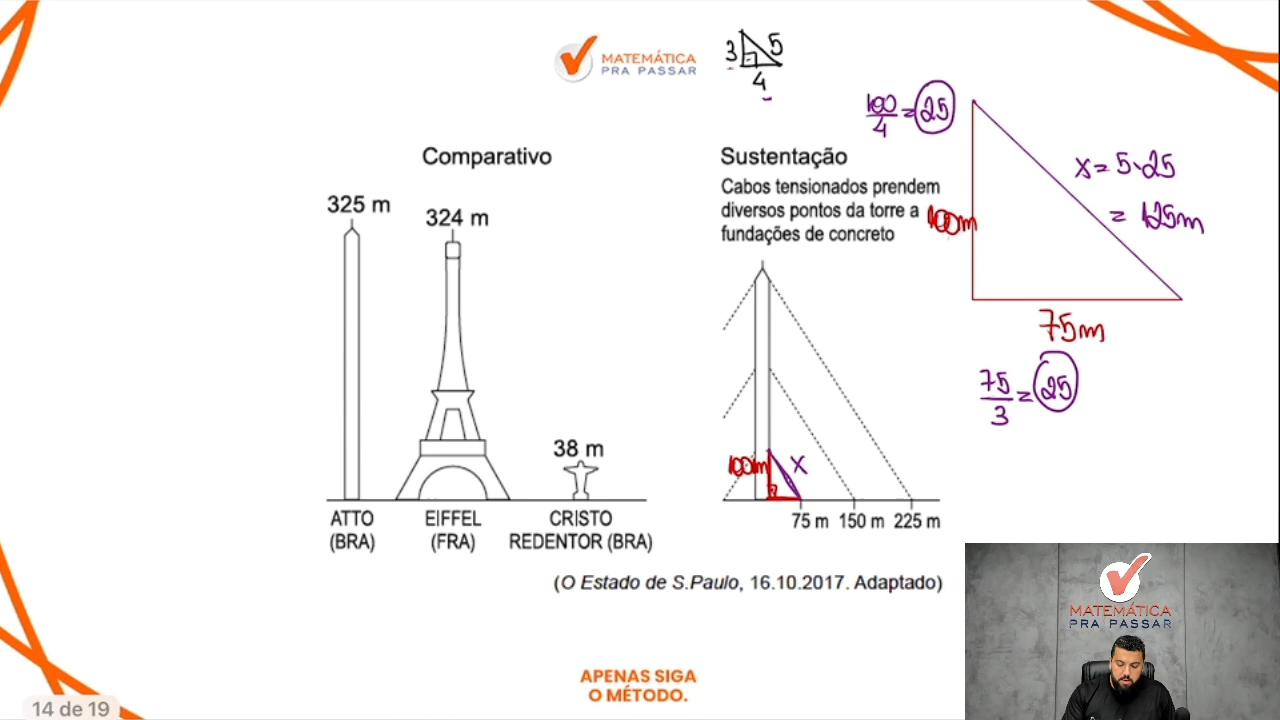 MATEMÁTICA
PRA PASSAR
3 5
4
100/4 = 25
Comparativo
325 m
324 m
38 m
ATTO
(BRA)
EIFFEL
(FRA)
CRISTO
REDENTOR (BRA)
Sustentação
Cabos tensionados prendem
diversos pontos da torre a
fundações de concreto
100m x
75 m 150 m 225 m
(O Estado de S.Paulo, 16.10.2017. Adaptado)
x = 5.25
= 125m
100m
75m
75/3 = 25
MATEMÁTICA
PRA PASSAR
APENAS SIGA
O MÉTODO.
14 de 19